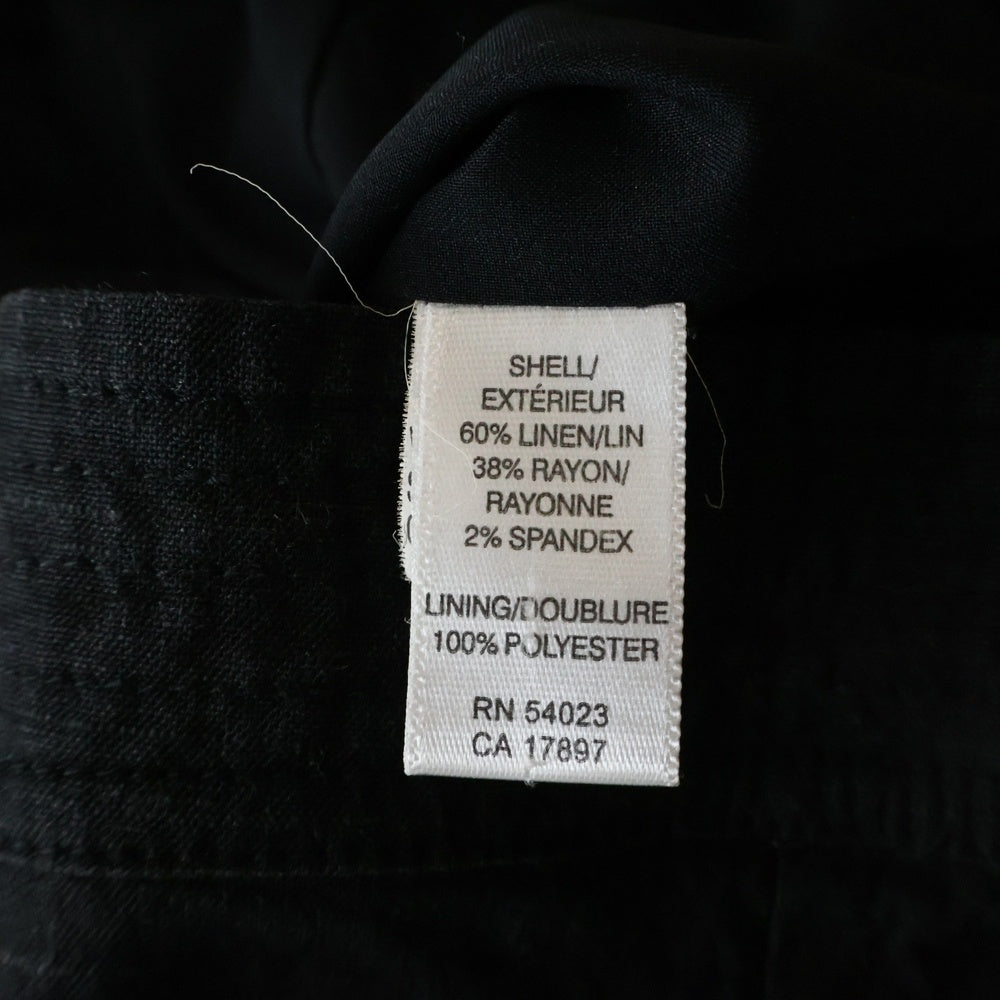 SHELL/
EXTÉRIEUR
60% LINEN/LIN
38% RAYON/
RAYONNE
2% SPANDEX
LINING/DOUBLURE
100% POLYESTER
RN 54023
CA 17897